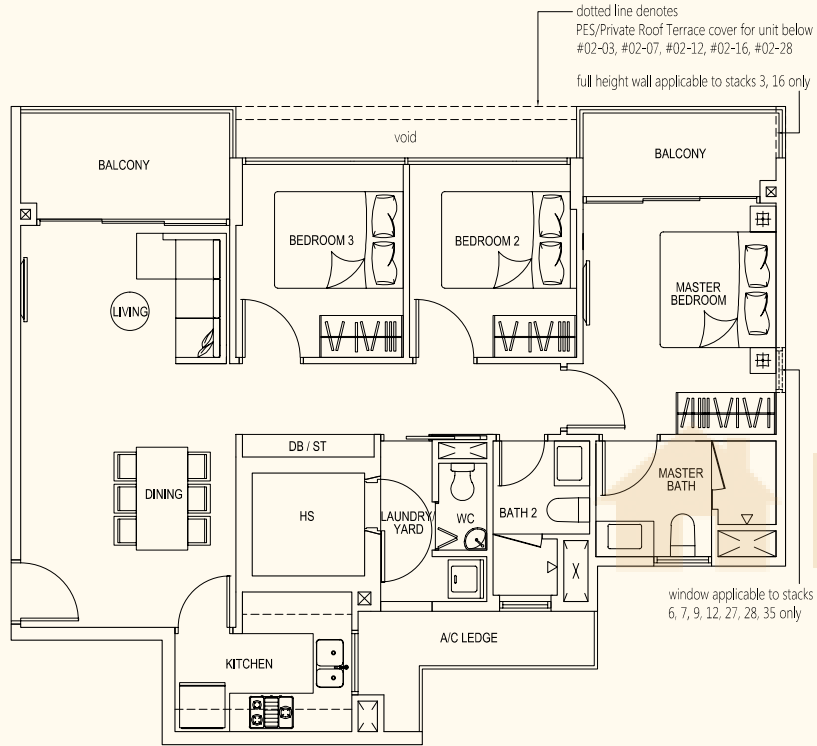 dotted line denotes
PES/Private Roof Terrace cover for unit below
#02-03, #02-07, #02-12, #02-16, #02-28
full height wall applicable to stacks 3, 16 only
void
BALCONY
BALCONY
BEDROOM 3
BEDROOM 2
MASTER
BEDROOM
LIVING
DB / ST
DINING
HS
LAUNDRY/
YARD
WC
BATH 2
MASTER
BATH
window applicable to stacks
6, 7, 9, 12, 27, 28, 35 only
A/C LEDGE
KITCHEN